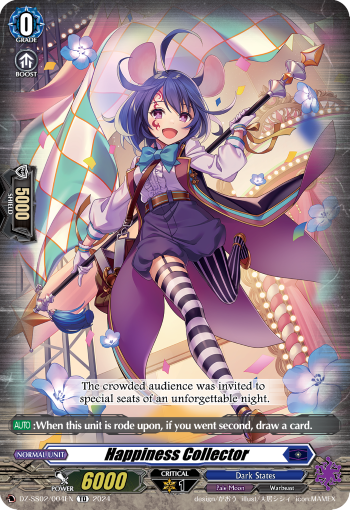 0
GRADE
BOOST
5000
SHIELD
The crowded audience was invited to
special seats of an unforgettable night.
AUTO :When this unit is rode upon, if you went second, draw a card.
NORMAL UNIT
Happiness Collector
POWER
6000
CRITICAL
1
Dark States
Pale Moon
Warbeast
DZ-SS02/004EN TD 2024